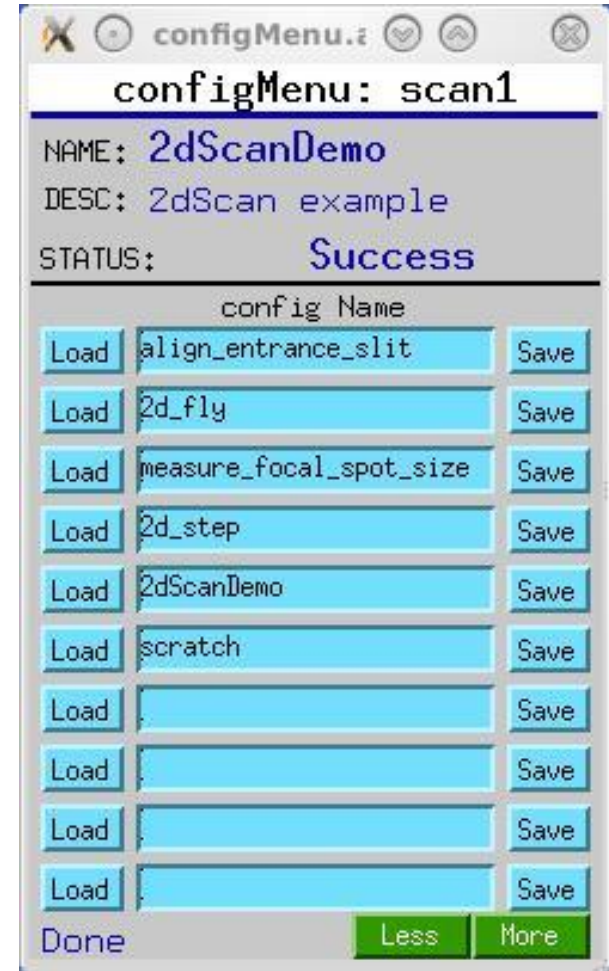 configMenu.a
configMenu: scan1
NAME: 2dScanDemo
DESC: 2dScan example
STATUS: Success
config Name
Load align_entrance_slit Save
Load 2d_fly Save
Load measure_focal_spot_size Save
Load 2d_step Save
Load 2dScanDemo Save
Load scratch Save
Load Save
Load Save
Load Save
Load Save
Done Less More